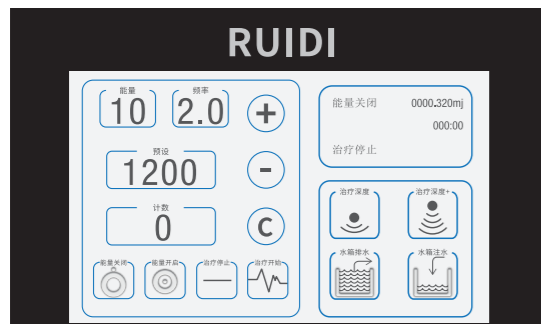 RUIDI
能量
10
频率
2.0
+
预设
1200
-
计数
0
C
能量关闭
能量开启
治疗停止
治疗开始
能量关闭 0000.320mj
000:00
治疗停止
治疗深度
治疗深度+
水箱排水
水箱注水